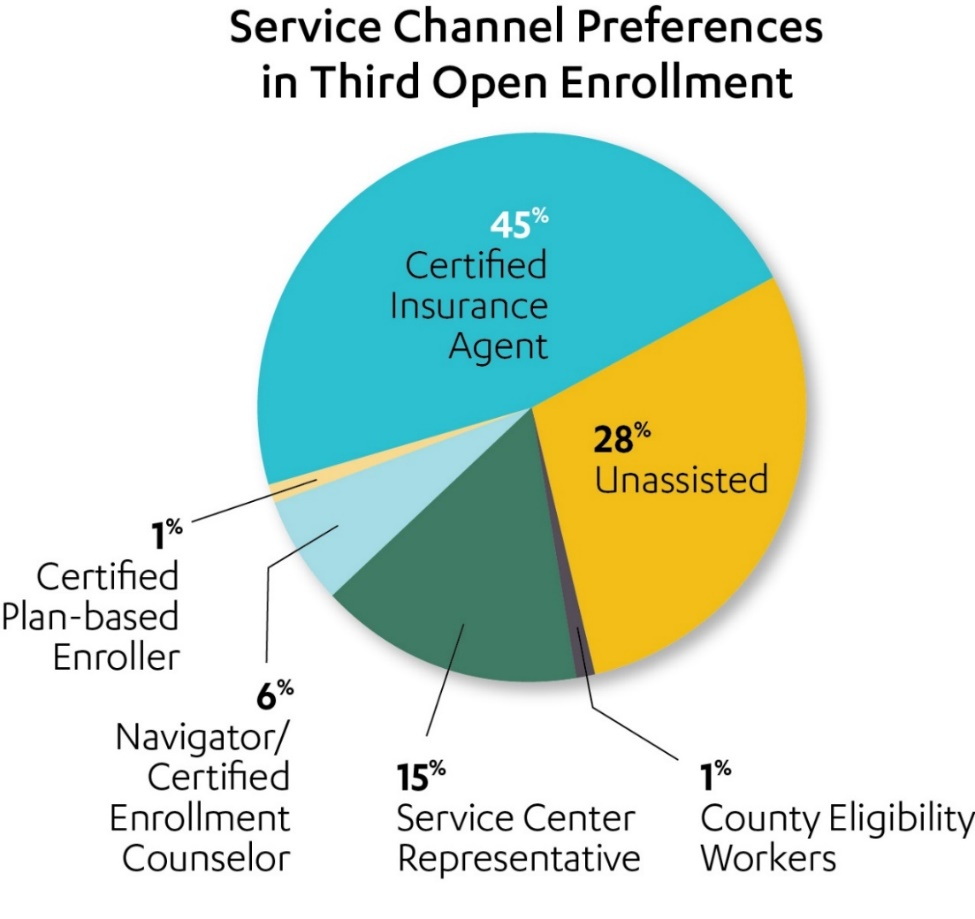 Service Channel Preferences
in Third Open Enrollment
45%
Certified
Insurance
Agent
28%
Unassisted
1%
Certified
Plan-based
Enroller
6%
Navigator/
Certified
Enrollment
Counselor
15%
Service Center
Representative
1%
County Eligibility
Workers